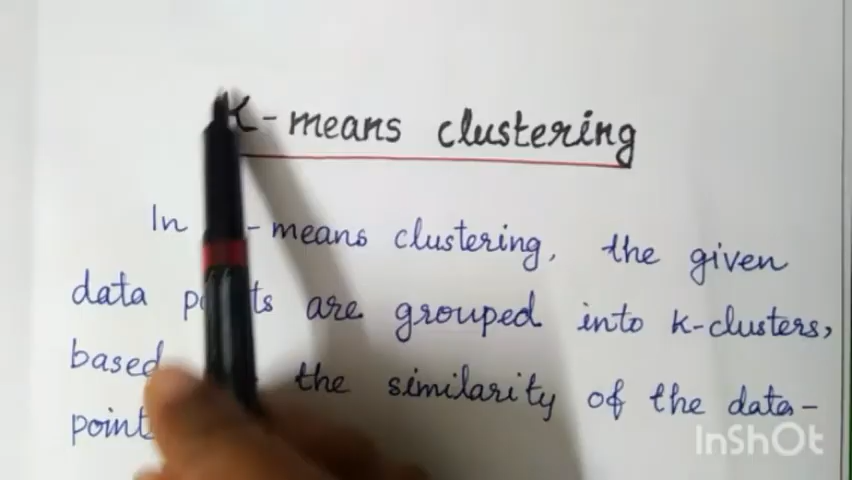 K-means clustering
In -means clustering, the given
data points are grouped into k-clusters,
based the similarity of the data-
point
InShOt